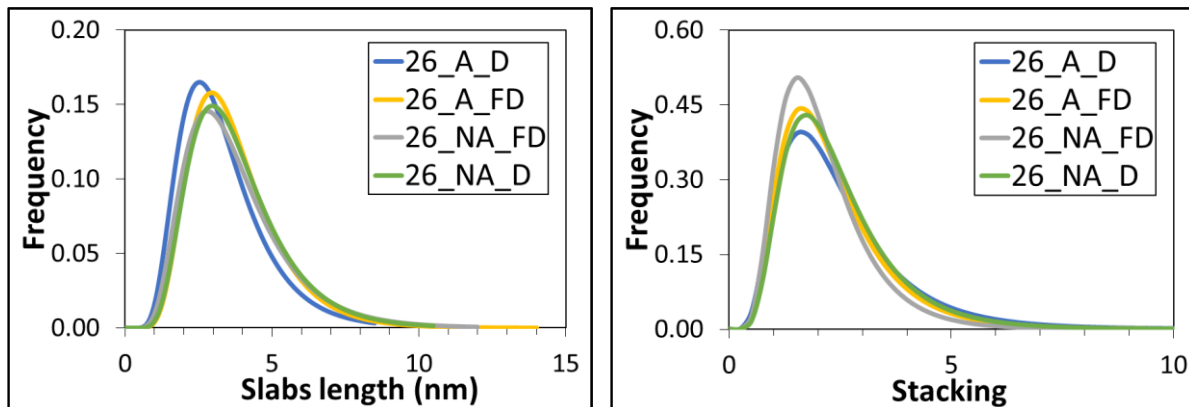 0.20
0.15
0.10
0.05
0.00
Frequency
26_A_D
26_A_FD
26_NA_FD
26_NA_D
0
5
10
15
Slabs length (nm)
0.60
0.45
0.30
0.15
0.00
Frequency
26_A_D
26_A_FD
26_NA_FD
26_NA_D
0
5
10
Stacking